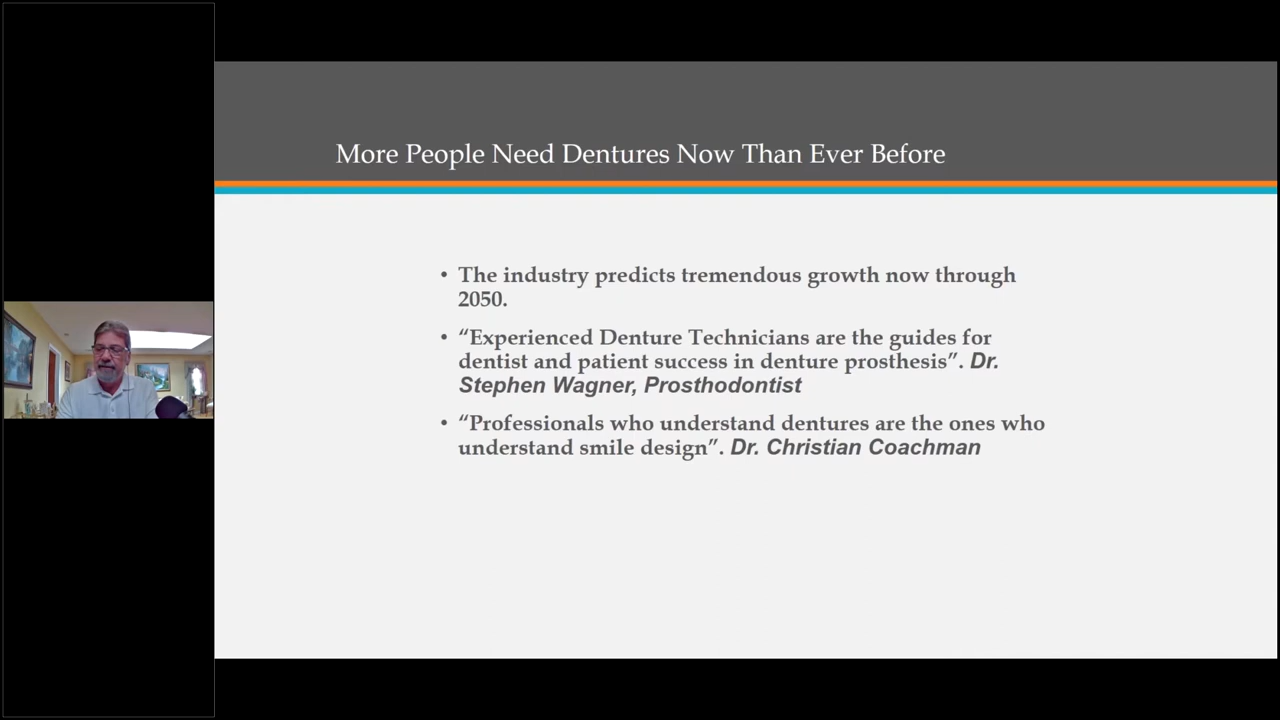 More People Need Dentures Now Than Ever Before
• The industry predicts tremendous growth now through
2050.
• “Experienced Denture Technicians are the guides for
dentist and patient success in denture prosthesis”. Dr.
Stephen Wagner, Prosthodontist
• “Professionals who understand dentures are the ones who
understand smile design”. Dr. Christian Coachman